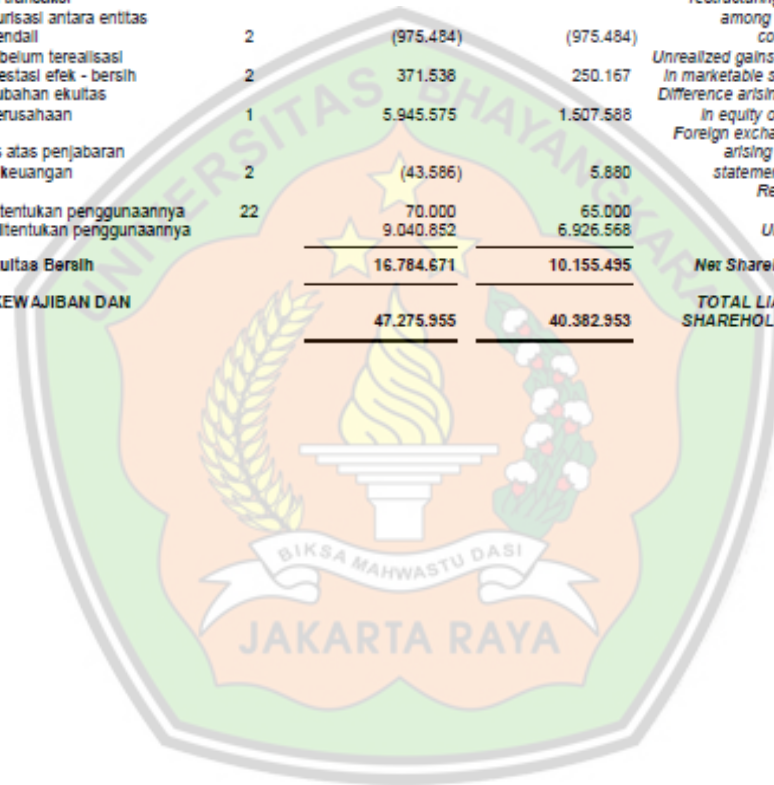 restructuring
urisasi antara entitas among
endali 2 (975.484) (975.484)
belum terealisasi Unrealized gains
estasi efek - bersih 2 371.538 250.167 in marketable s
ubahan ekuitas Difference arisin
erusahaan 1 5.945.575 1.507.588 in equity o
Foreign excha
s atas penjabaran arising
keuangan 2 (43.586) 5.880 statemen
Re
tentukan penggunaannya 22 70.000 65.000
ditentukan penggunaannya 9.040.852 6.926.568 U
uitas Bersih 16.784.671 10.155.495 Net Shareh
KEWAJIBAN DAN TOTAL LIA
47.275.955 40.382.953 SHAREHOL
UNIVERSITAS BHAYANGKARA
BIKSA MAHWASTU DASI
JAKARTA RAYA